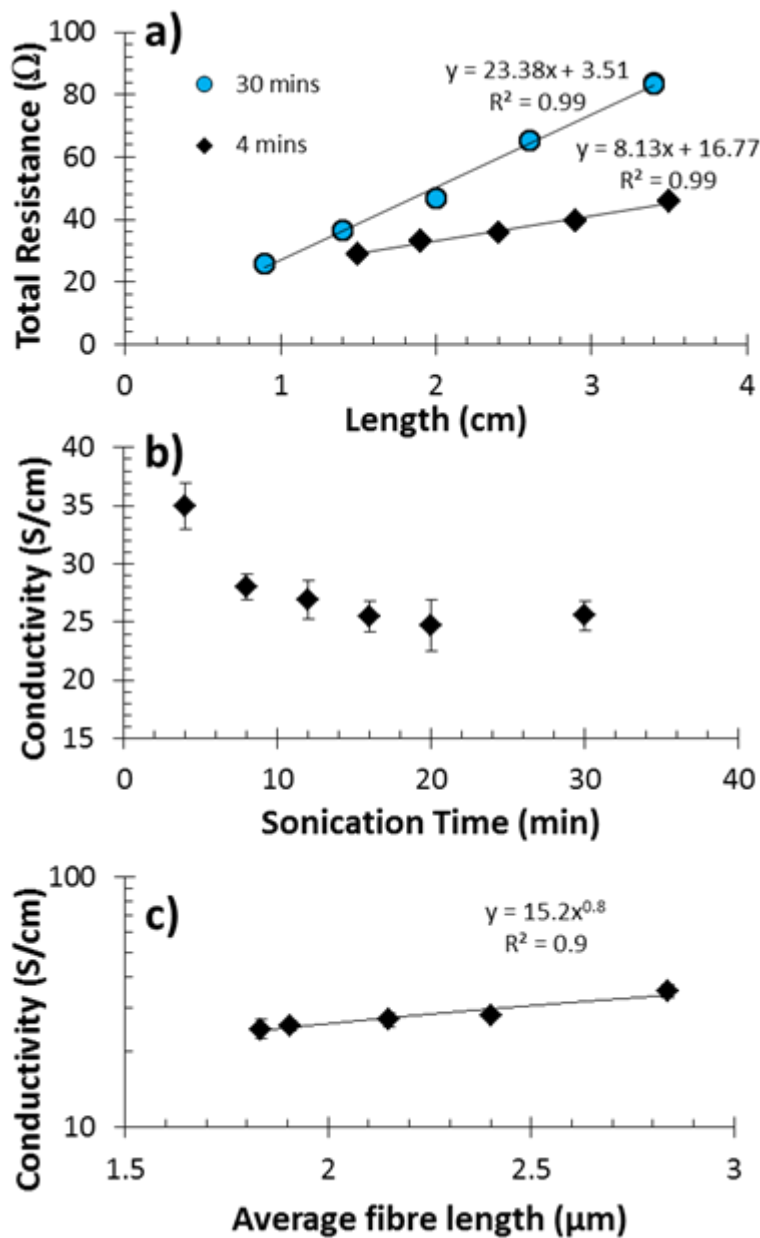 a)
100
80
60
40
20
0
Total Resistance (Ω)
30 mins
4 mins
y = 23.38x + 3.51
R² = 0.99
y = 8.13x + 16.77
R² = 0.99
0 1 2 3 4
Length (cm)
b)
40
35
30
25
20
15
Conductivity (S/cm)
0 10 20 30 40
Sonication Time (min)
c)
100
10
Conductivity (S/cm)
y = 15.2x⁰·⁸
R² = 0.9
1.5 2 2.5 3
Average fibre length (μm)